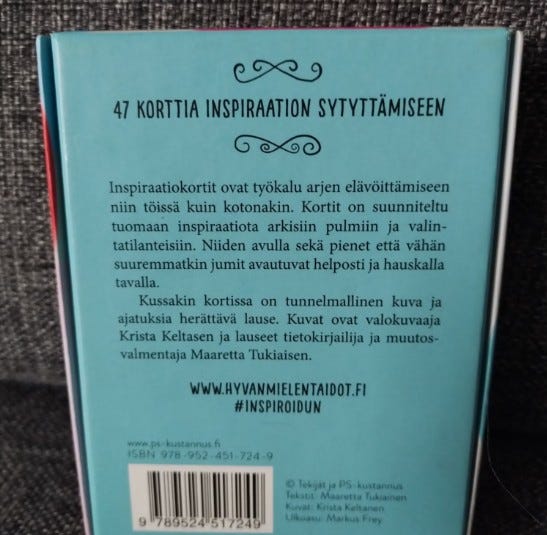 47 KORTTIA INSPIRAATION SYTYTTÄMISEEN
Inspiraatiokortit ovat työkalu arjen elävöittämiseen
niin töissä kuin kotonakin. Kortit on suunniteltu
tuomaan inspiraatiota arkisiin pulmiin ja valin-
tatilanteisiin. Niiden avulla sekä pienet että vähän
suuremmatkin jumit avautuvat helposti ja hauskalla
tavalla.
Kussakin kortissa on tunnelmallinen kuva ja
ajatuksia herättävä lause. Kuvat ovat valokuvaaja
Krista Keltasen ja lauseet tietokirjailija ja muutos-
valmentaja Maaretta Tukiaisen.
WWW.HYVANMIELENTAIDOT.FI
#INSPIROIDUN
www.ps-kustannus.fi
ISBN 978-952-451-724-9
9 789524 517249
© Tekijät ja PS-kustannus
Tekstit: Maaretta Tukiainen
Kuvat: Krista Keltanen
Ulkoasu: Markus Frey